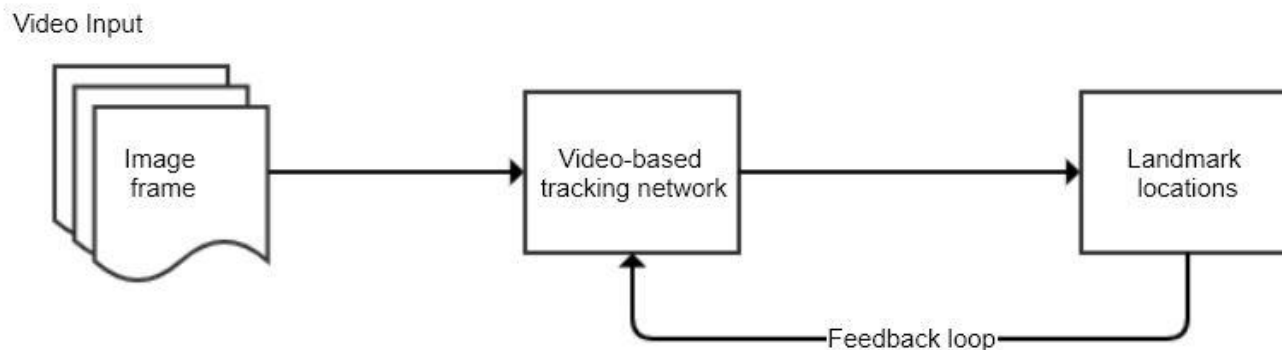 Video Input
Image
frame
Video-based
tracking network
Landmark
locations
Feedback loop